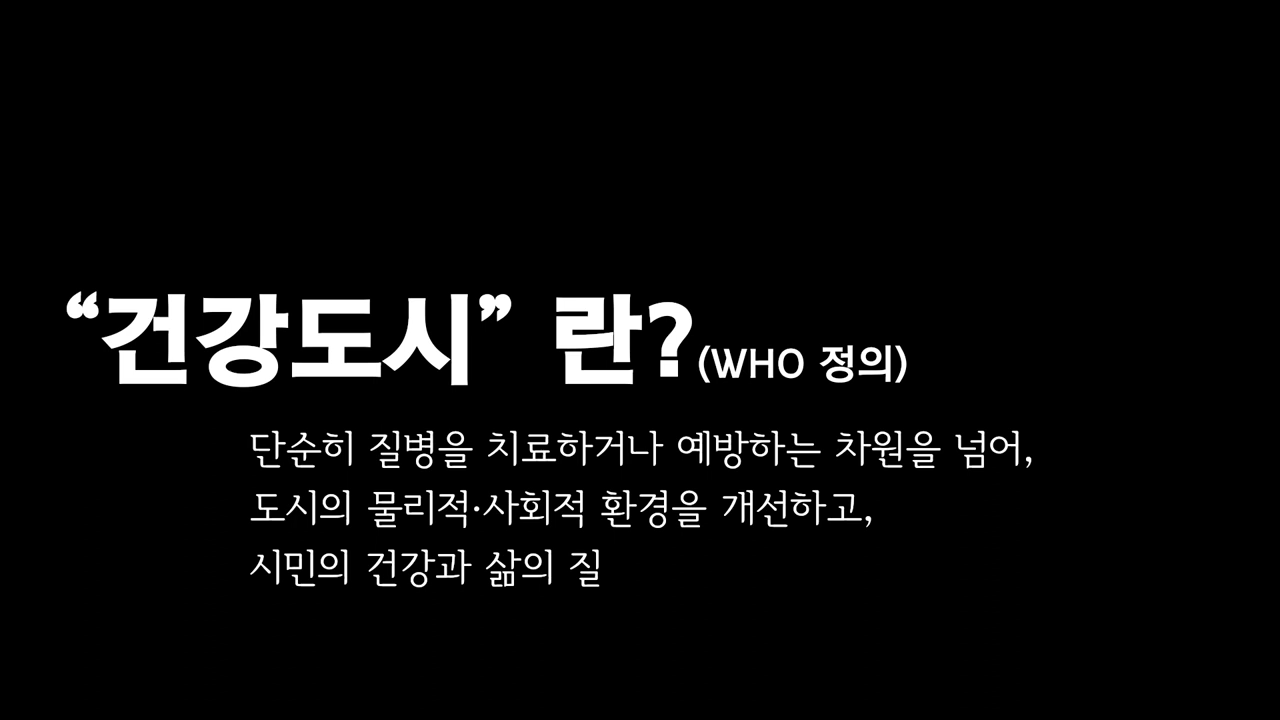 “건강도시” 란?(WHO 정의)
단순히 질병을 치료하거나 예방하는 차원을 넘어,
도시의 물리적·사회적 환경을 개선하고,
시민의 건강과 삶의 질